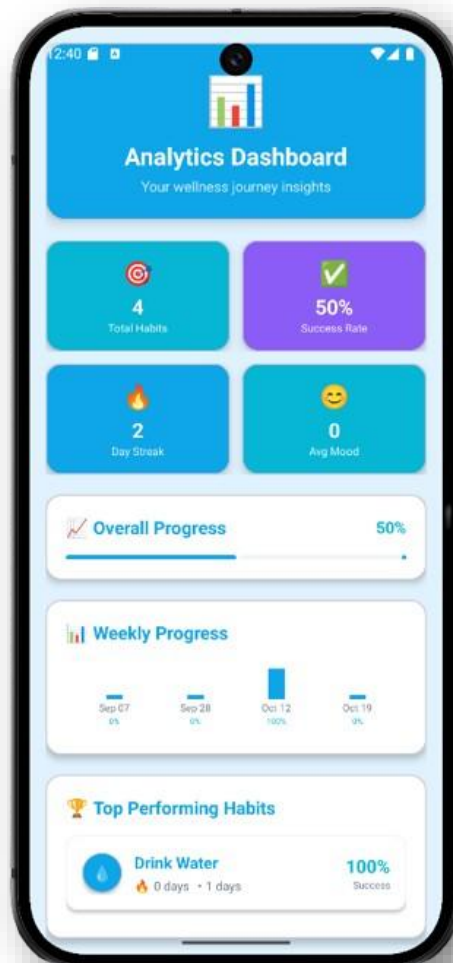 12:40
Analytics Dashboard
Your wellness journey insights
4
Total Habits
50%
Success Rate
2
Day Streak
0
Avg Mood
Overall Progress 50%
Weekly Progress
Sep 07 Sep 28 Oct 12 Oct 19
0% 0% 100% 0%
Top Performing Habits
Drink Water 100%
0 days • 1 days Success